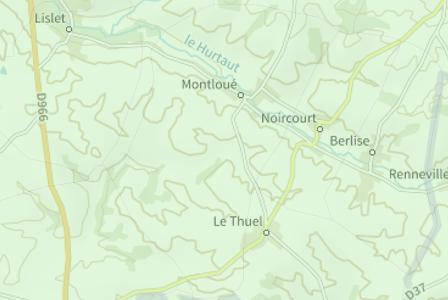 Lislet
le Hurtaut
Montloué
D966
Noircourt
Berlise
Renneville
Le Thuel
D37